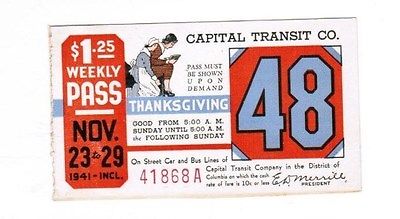 $1.25
WEEKLY
PASS
NOV.
23 to 29
1941-INCL.
CAPITAL TRANSIT CO.
PASS MUST
BE SHOWN
UPON
DEMAND
THANKSGIVING
GOOD FROM 5:00 A. M.
SUNDAY UNTIL 5:00 A. M.
THE FOLLOWING SUNDAY
48
On Street Car and Bus Lines of
Capital Transit Company in the District of
Columbia on which the cash
rate of fare is 10c or less
41868A
E.D. Merrill
PRESIDENT